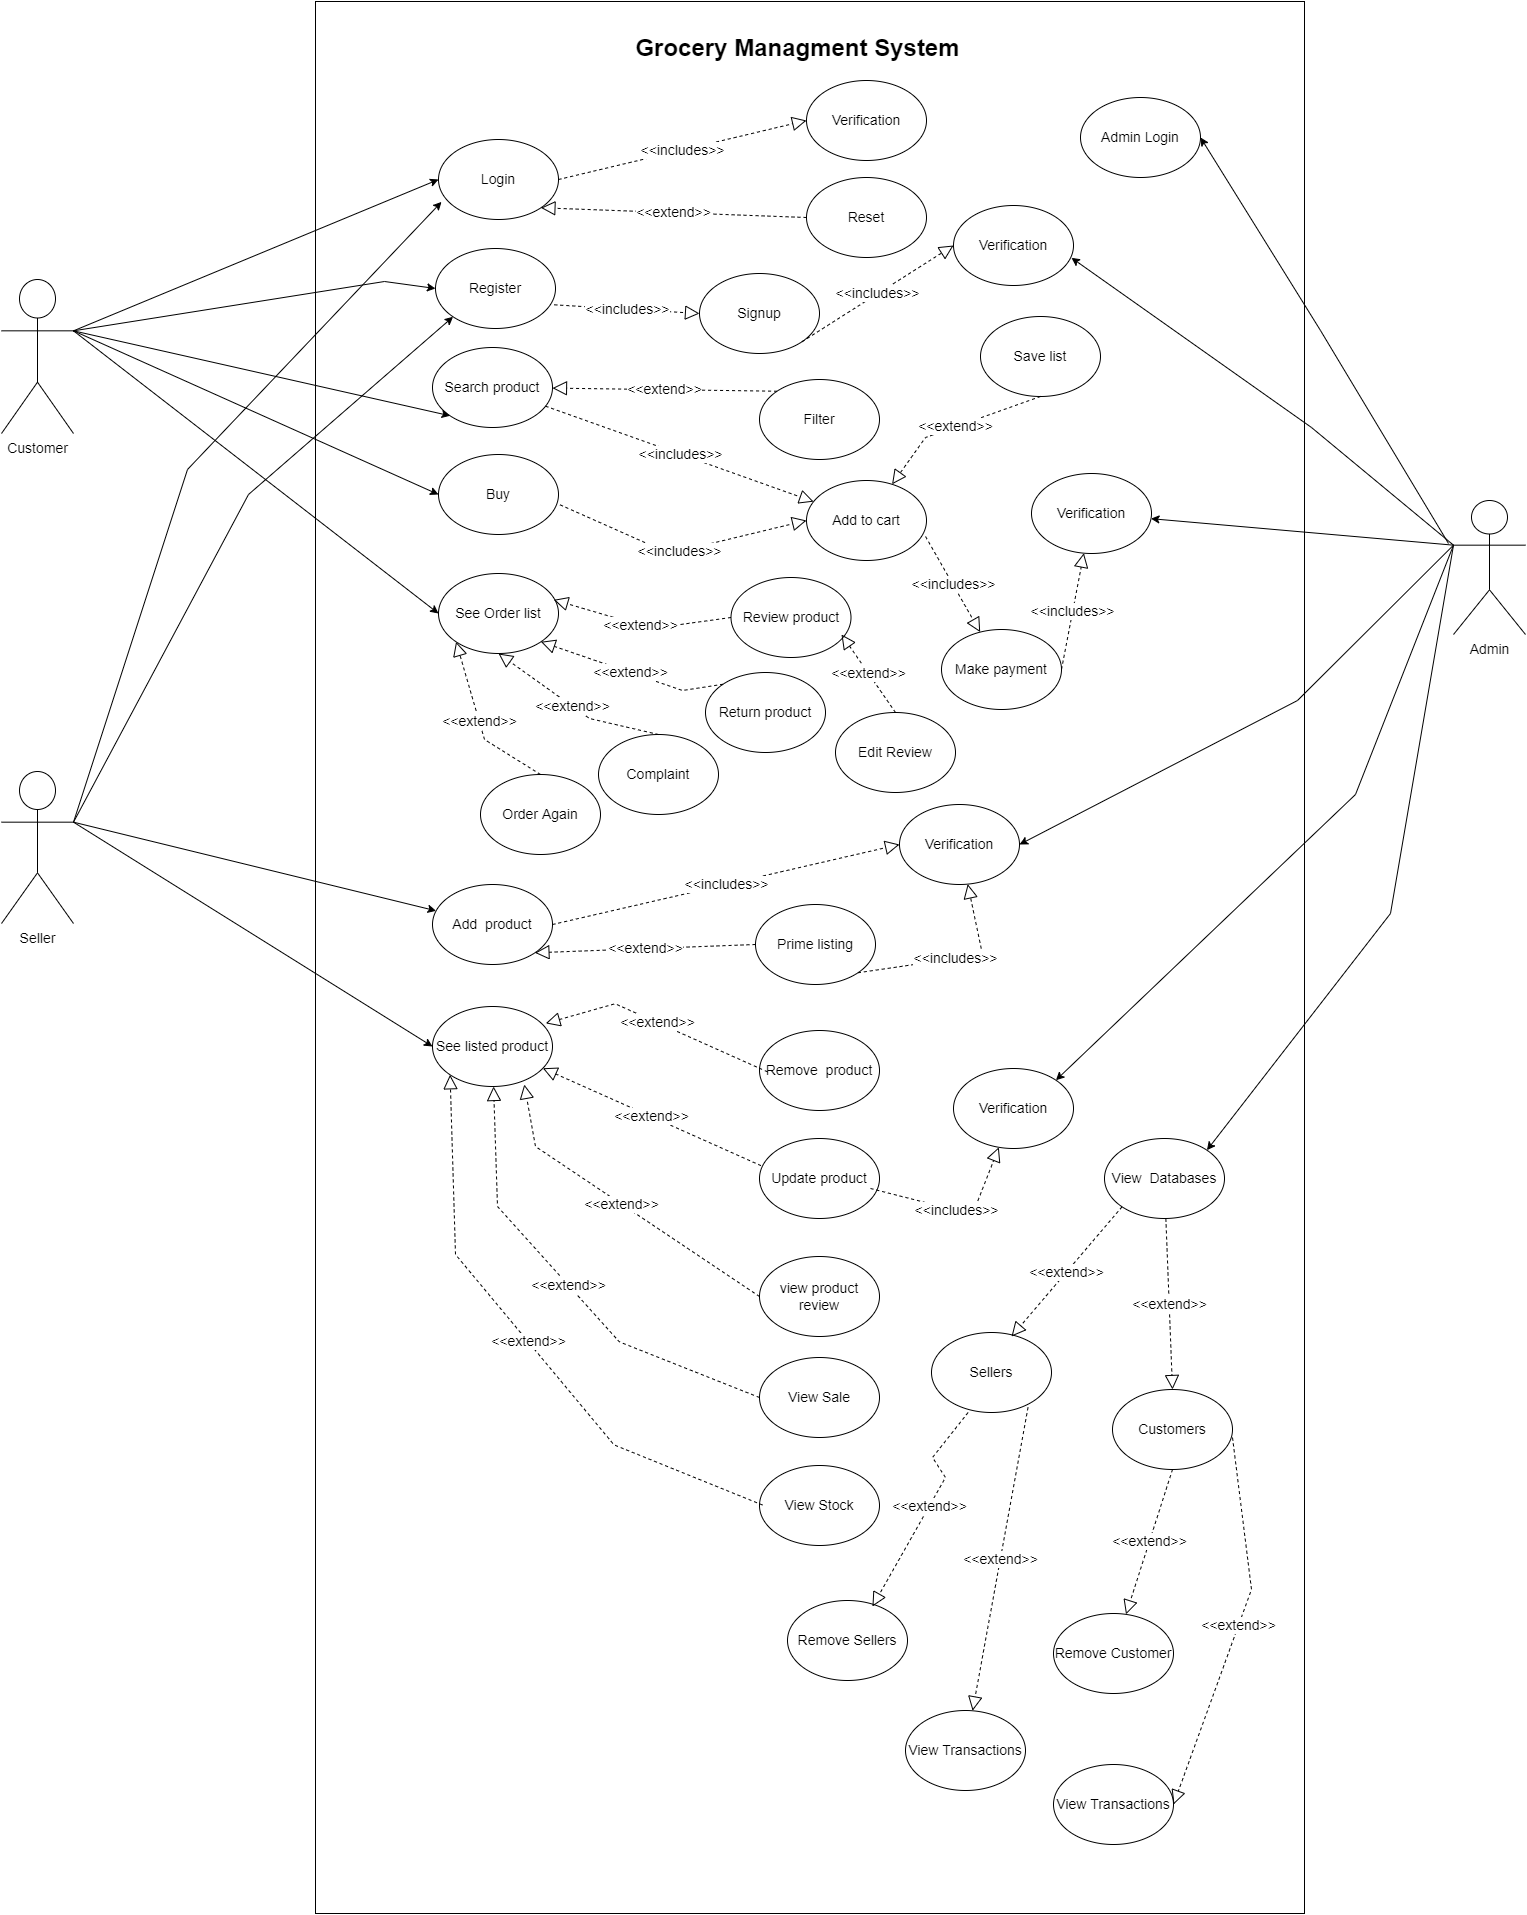 Grocery Managment System
Verification
Admin Login
<<includes>>
Login
<<extend>>
Reset
Verification
Register
<<includes>>
<<includes>>
Signup
Save list
Search product
<<extend>>
Filter
<<extend>>
Customer
<<includes>>
Buy
Add to cart
Verification
<<includes>>
<<includes>>
See Order list
Review product
<<includes>>
<<extend>>
Admin
<<extend>>
<<extend>>
Make payment
<<extend>>
Return product
<<extend>>
Edit Review
Complaint
Order Again
Verification
<<includes>>
Add  product
Seller
<<extend>>
Prime listing
<<includes>>
<<extend>>
See listed product
Remove  product
Verification
<<extend>>
Update product
View  Databases
<<extend>>
<<includes>>
<<extend>>
<<extend>>
view product
review
<<extend>>
<<extend>>
Sellers
View Sale
Customers
View Stock
<<extend>>
<<extend>>
<<extend>>
<<extend>>
Remove Sellers
Remove Customer
View Transactions
View Transactions